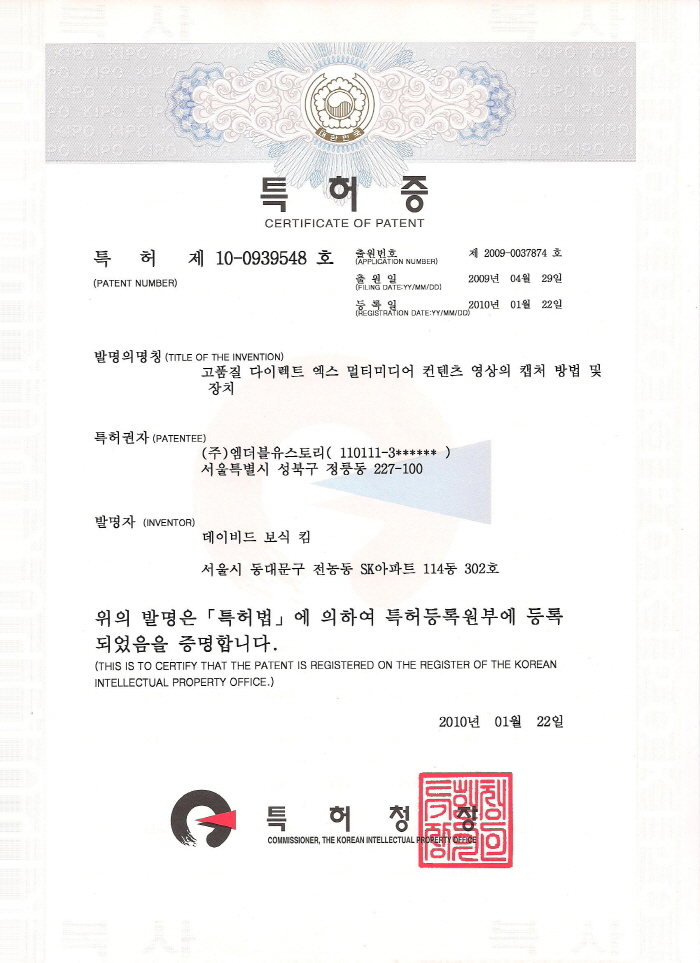 대한민국
특 허 증
CERTIFICATE OF PATENT
특 허 제 10-0939548 호
(PATENT NUMBER)
출원번호 제 2009-0037874 호
(APPLICATION NUMBER)
출 원 일 2009년 04월 29일
(FILING DATE:YY/MM/DD)
등 록 일 2010년 01월 22일
(REGISTRATION DATE:YY/MM/DD)
발명의명칭 (TITLE OF THE INVENTION)
고품질 다이렉트 엑스 멀티미디어 컨텐츠 영상의 캡처 방법 및
장치
특허권자 (PATENTEE)
(주)엠더블유스토리( 110111-3****** )
서울특별시 성북구 정릉동 227-100
발명자 (INVENTOR)
데이비드 보식 킴
서울시 동대문구 전농동 SK아파트 114동 302호
위의 발명은 「특허법」에 의하여 특허등록원부에 등록
되었음을 증명합니다.
(THIS IS TO CERTIFY THAT THE PATENT IS REGISTERED ON THE REGISTER OF THE KOREAN
INTELLECTUAL PROPERTY OFFICE.)
2010년 01월 22일
특 허 청 장
COMMISSIONER, THE KOREAN INTELLECTUAL PROPERTY OFFICE